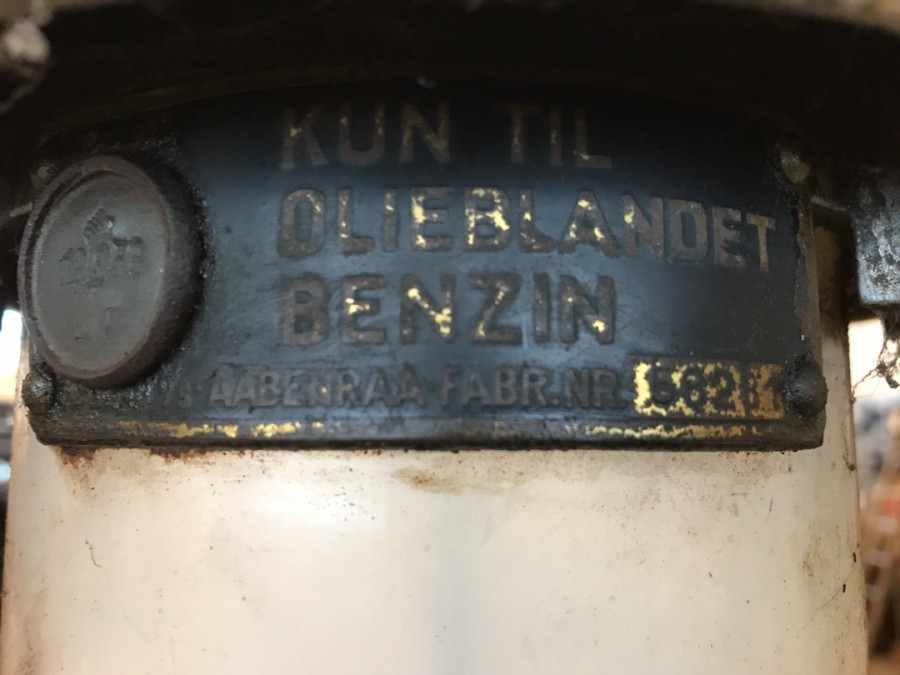 KUN TIL
OLIEBLANDET
BENZIN
A/S AABENRAA FABR.NR.